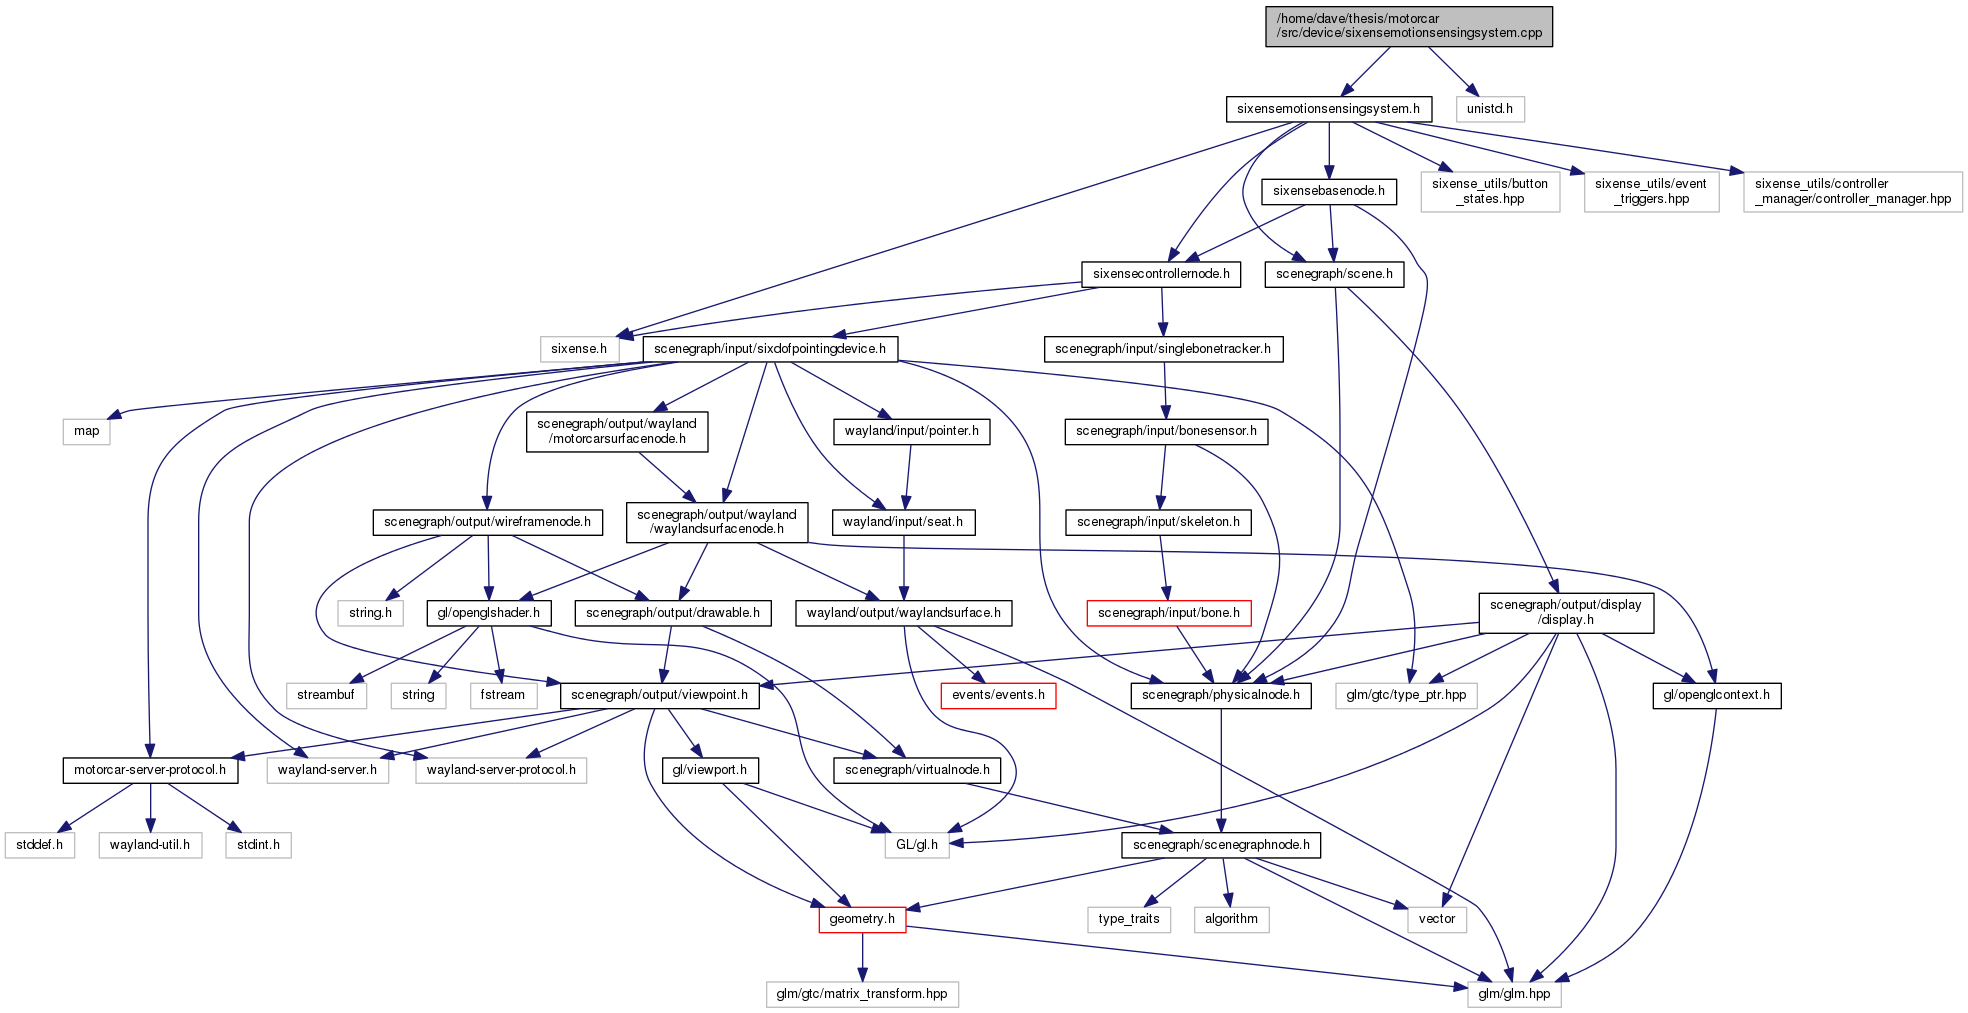 /home/dave/thesis/motorcar
/src/device/sixensemotionsensingsystem.cpp
sixensemotionsensingsystem.h
unistd.h
sixensebasenode.h
sixense_utils/button
_states.hpp
sixense_utils/event
_triggers.hpp
sixense_utils/controller
_manager/controller_manager.hpp
sixensecontrollernode.h
scenegraph/scene.h
sixense.h
scenegraph/input/sixdofpointingdevice.h
scenegraph/input/singlebonetracker.h
map
scenegraph/output/wayland
/motorcarsurfacenode.h
wayland/input/pointer.h
scenegraph/input/bonesensor.h
scenegraph/output/wireframenode.h
scenegraph/output/wayland
/waylandsurfacenode.h
wayland/input/seat.h
scenegraph/input/skeleton.h
string.h
gl/openglshader.h
scenegraph/output/drawable.h
wayland/output/waylandsurface.h
scenegraph/input/bone.h
scenegraph/output/display
/display.h
streambuf
string
fstream
scenegraph/output/viewpoint.h
events/events.h
scenegraph/physicalnode.h
glm/gtc/type_ptr.hpp
gl/openglcontext.h
motorcar-server-protocol.h
wayland-server.h
wayland-server-protocol.h
gl/viewport.h
scenegraph/virtualnode.h
stddef.h
wayland-util.h
stdint.h
GL/gl.h
scenegraph/scenegraphnode.h
geometry.h
type_traits
algorithm
vector
glm/gtc/matrix_transform.hpp
glm/glm.hpp